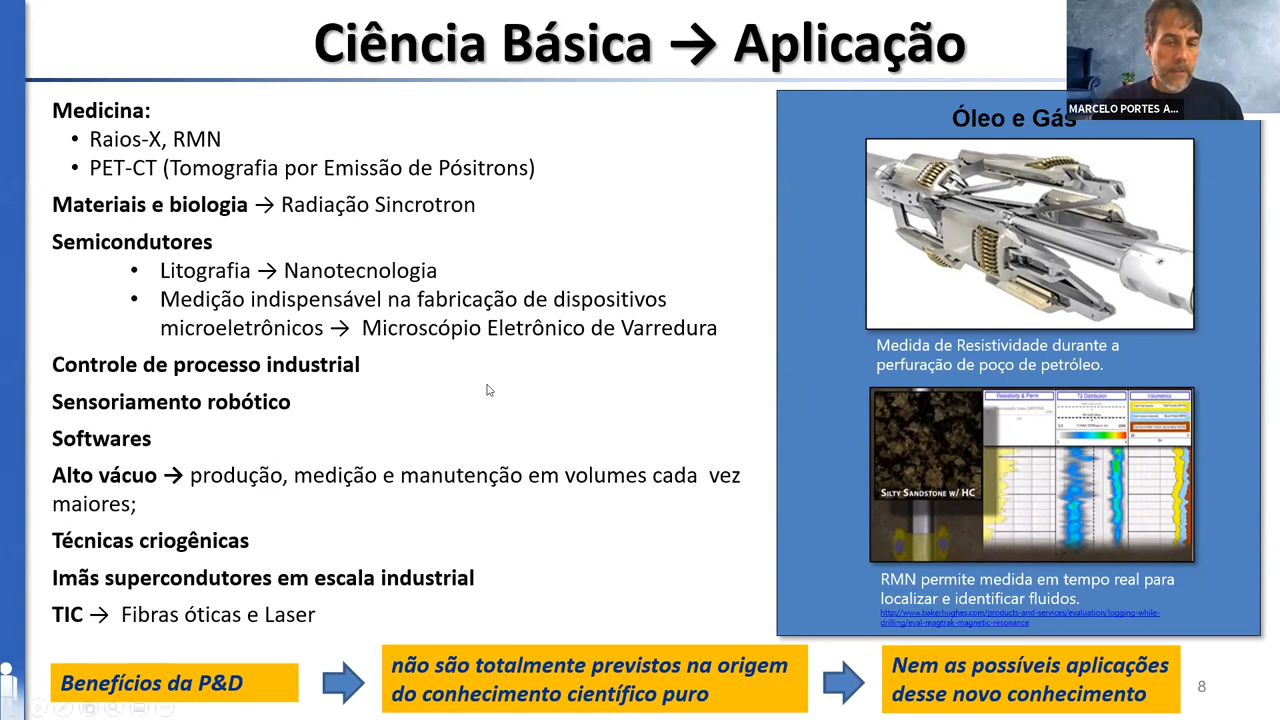 Ciência Básica → Aplicação
MARCELO PORTES A...
Medicina:
• Raios-X, RMN
• PET-CT (Tomografia por Emissão de Pósitrons)
Materiais e biologia → Radiação Sincrotron
Semicondutores
• Litografia → Nanotecnologia
• Medição indispensável na fabricação de dispositivos
microeletrônicos → Microscópio Eletrônico de Varredura
Controle de processo industrial
Sensoriamento robótico
Softwares
Alto vácuo → produção, medição e manutenção em volumes cada vez
maiores;
Técnicas criogênicas
Imãs supercondutores em escala industrial
TIC → Fibras óticas e Laser
Óleo e Gás
Medida de Resistividade durante a
perfuração de poço de petróleo.
Resistivity & Perm
T2 Distribution
Volumetrics
SILTY SANDSTONE W/ HC
RMN permite medida em tempo real para
localizar e identificar fluidos.
http://www.bakerhughes.com/products-and-services/evaluation/logging-while-
drilling/eval-magtrak-magnetic-resonance
Benefícios da P&D
não são totalmente previstos na origem
do conhecimento científico puro
Nem as possíveis aplicações
desse novo conhecimento
8